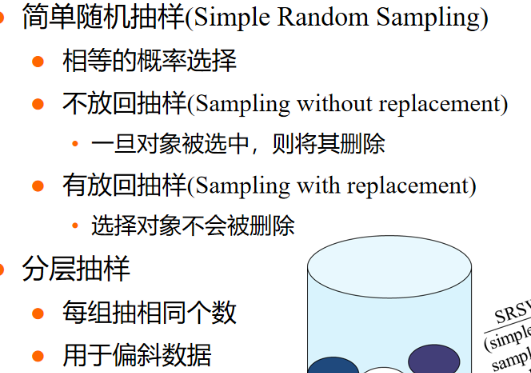 简单随机抽样(Simple Random Sampling)
相等的概率选择
不放回抽样(Sampling without replacement)
一旦对象被选中，则将其删除
有放回抽样(Sampling with replacement)
选择对象不会被删除
分层抽样
每组抽相同个数
用于偏斜数据
(simple